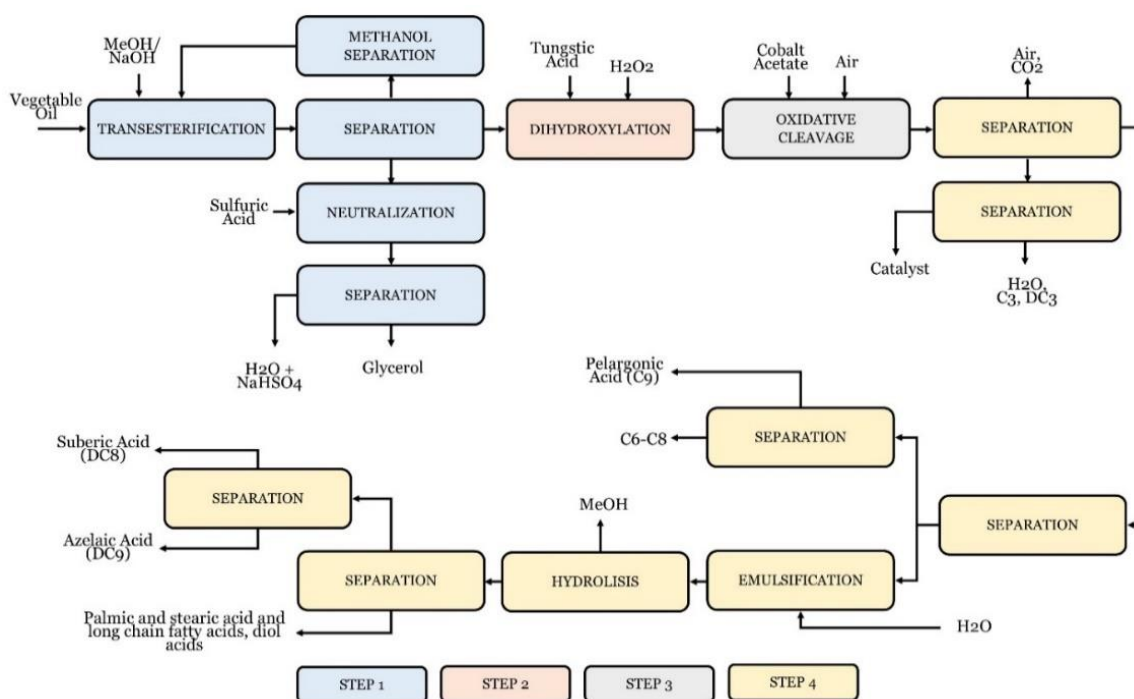 MeOH/
NaOH
METHANOL
SEPARATION
Tungstic
Acid
H2O2
Cobalt
Acetate
Air
Air,
CO2
Vegetable
Oil
TRANSESTERIFICATION
SEPARATION
DIHYDROXYLATION
OXIDATIVE
CLEAVAGE
SEPARATION
Sulfuric
Acid
NEUTRALIZATION
SEPARATION
Catalyst
H2O,
C3, DC3
SEPARATION
H2O +
NaHSO4
Glycerol
Pelargonic
Acid (C9)
C6-C8
SEPARATION
Suberic Acid
(DC8)
SEPARATION
Azelaic Acid
(DC9)
MeOH
SEPARATION
SEPARATION
HYDROLISIS
EMULSIFICATION
H2O
Palmic and stearic acid and
long chain fatty acids, diol
acids
STEP 1
STEP 2
STEP 3
STEP 4